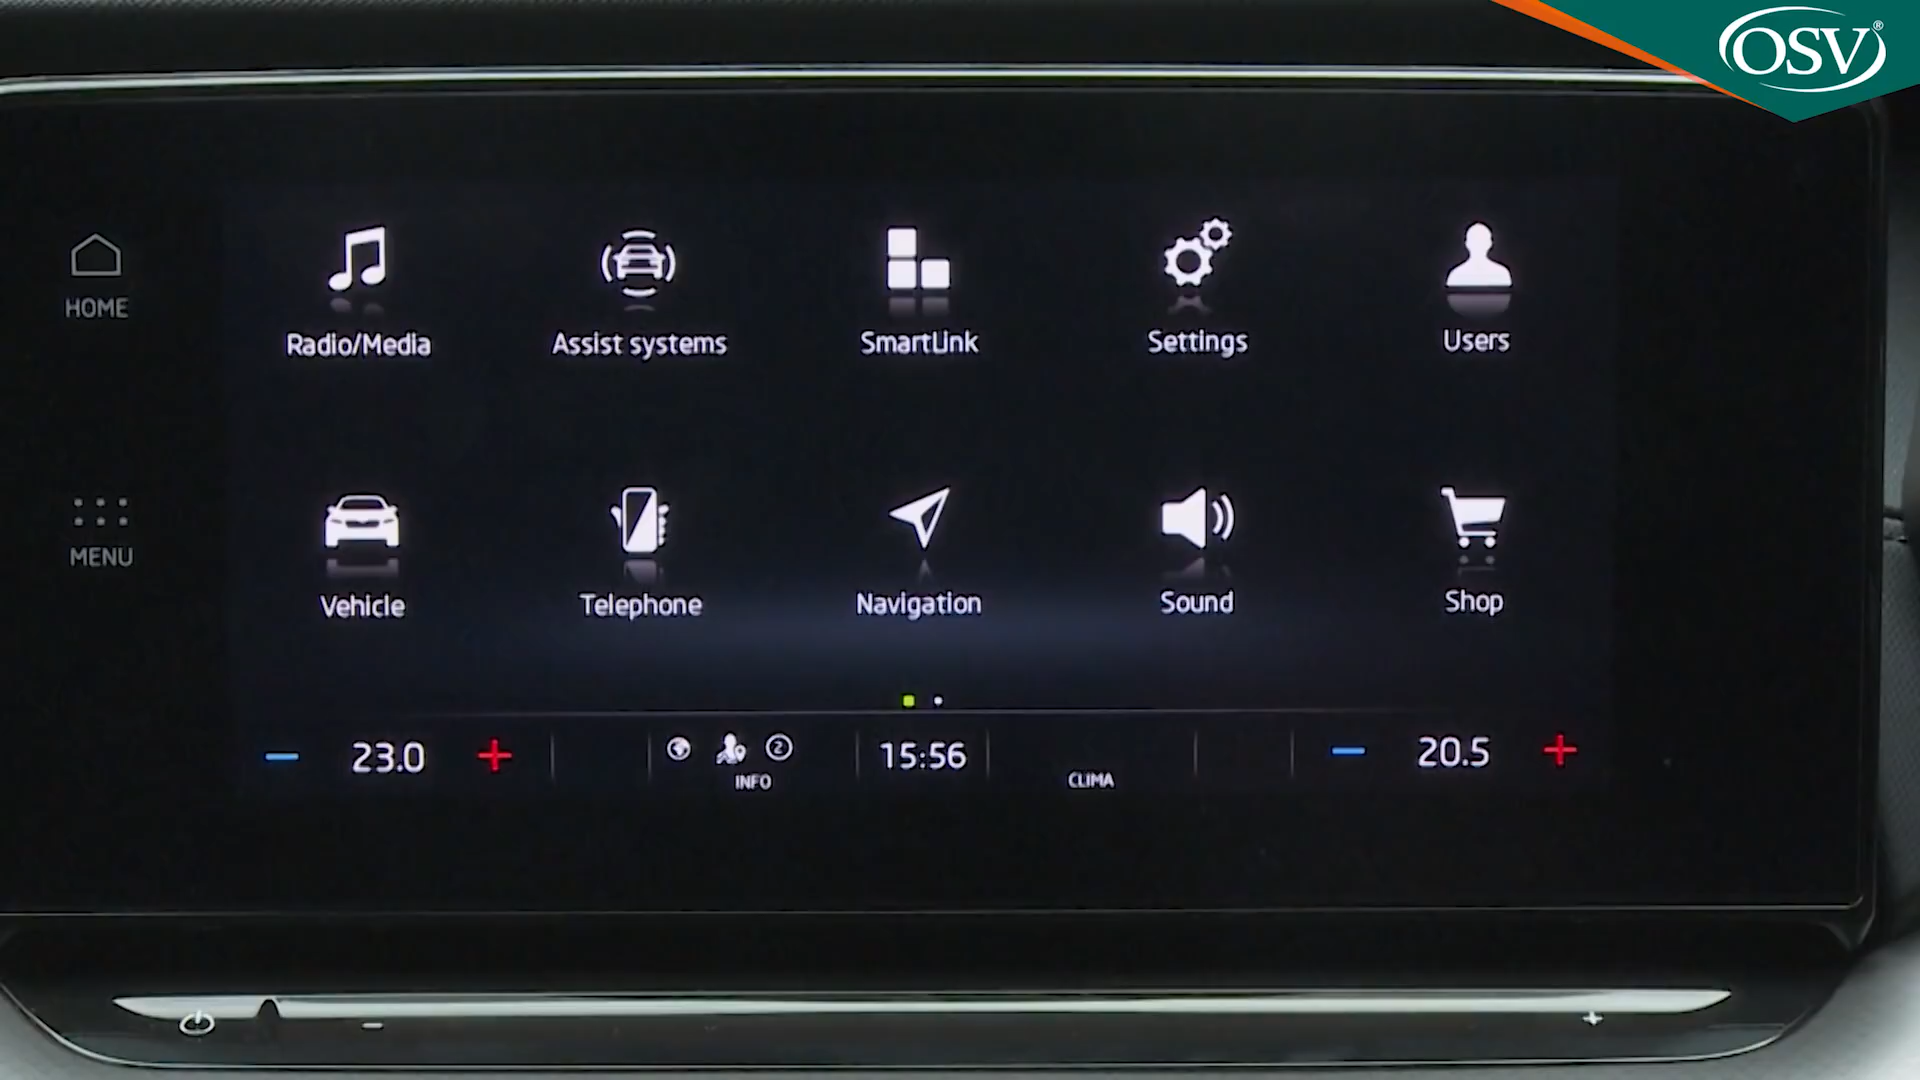 OSV®
HOME
Radio/Media
Assist systems
SmartLink
Settings
Users
MENU
Vehicle
Telephone
Navigation
Sound
Shop
− 23.0 +
2
INFO
15:56
CLIMA
− 20.5 +
− +